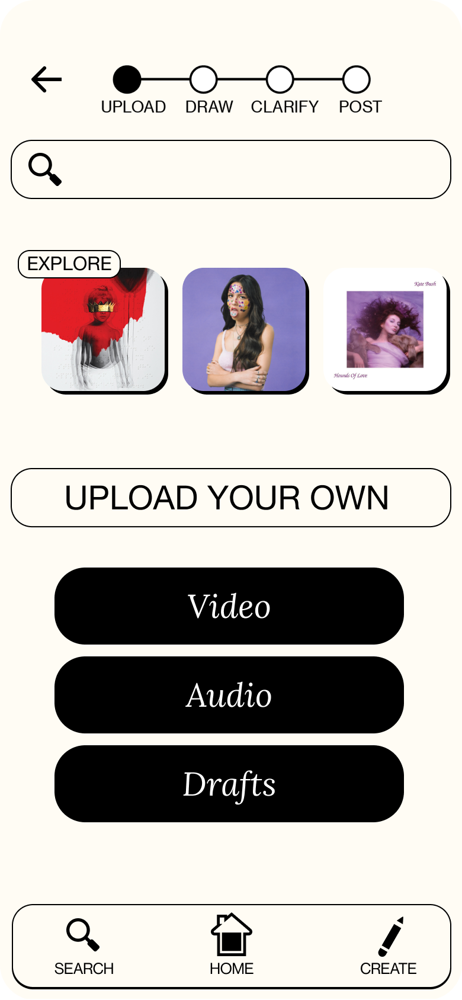 UPLOAD DRAW CLARIFY POST
EXPLORE
Kate Bush
Hounds Of Love
UPLOAD YOUR OWN
Video
Audio
Drafts
SEARCH HOME CREATE